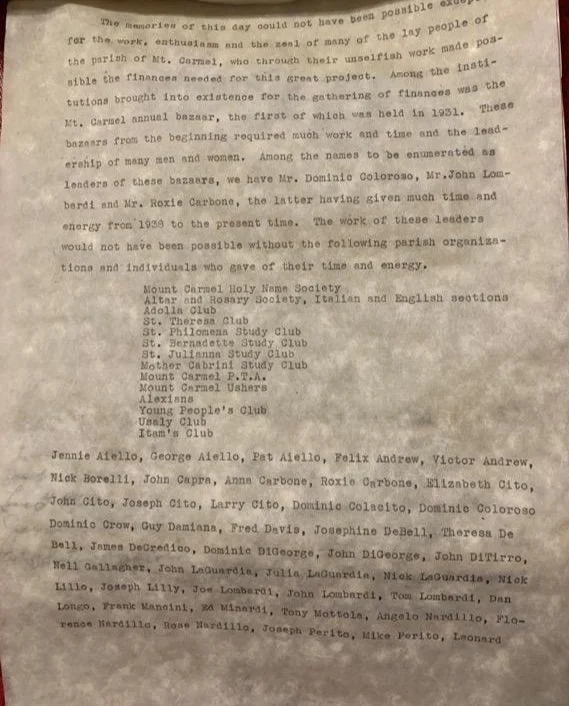 The memories of this day could not have been possible except
for the work, enthusiasm and the zeal of many of the lay people of
the parish of Mt. Carmel, who through their unselfish work made pos-
sible the finances needed for this great project. Among the insti-
tutions brought into existence for the gathering of finances was the
Mt. Carmel annual bazaar, the first of which was held in 1931. These
bazaars from the beginning required much work and time and the lead-
ership of many men and women. Among the names to be enumerated as
leaders of these bazaars, we have Mr. Dominic Coloroso, Mr.John Lom-
bardi and Mr. Roxie Carbone, the latter having given much time and
energy from 1938 to the present time. The work of these leaders
would not have been possible without the following parish organiza-
tions and individuals who gave of their time and energy.
Mount Carmel Holy Name Society
Altar and Rosary Society, Italian and English sections
Adolia Club
St. Theresa Club
St. Philomena Study Club
St. Bernadette Study Club
St. Julianna Study Club
Mother Cabrini Study Club
Mount Carmel P.T.A.
Mount Carmel Ushers
Alexians
Young People's Club
Usaly Club
Itam's Club
Jennie Aiello, George Aiello, Pat Aiello, Felix Andrew, Victor Andrew,
Nick Borelli, John Capra, Anna Carbone, Roxie Carbone, Elizabeth Cito,
John Cito, Joseph Cito, Larry Cito, Dominic Colacito, Dominic Coloroso
Dominic Crow, Guy Damiana, Fred Davis, Josephine DeBell, Theresa De
Bell, James DeCredico, Dominic DiGeorge, John DiGeorge, John DiTirro,
Nell Gallagher, John LaGuardia, Julia LaGuardia, Nick LaGuardia, Nick
Lillo, Joseph Lilly, Joe Lombardi, John Lombardi, Tom Lombardi, Dan
Longo, Frank Mancini, Ed Minardi, Tony Mottola, Angelo Nardillo, Flo-
rence Nardillo, Rose Nardillo, Joseph Perito, Mike Perito, Leonard